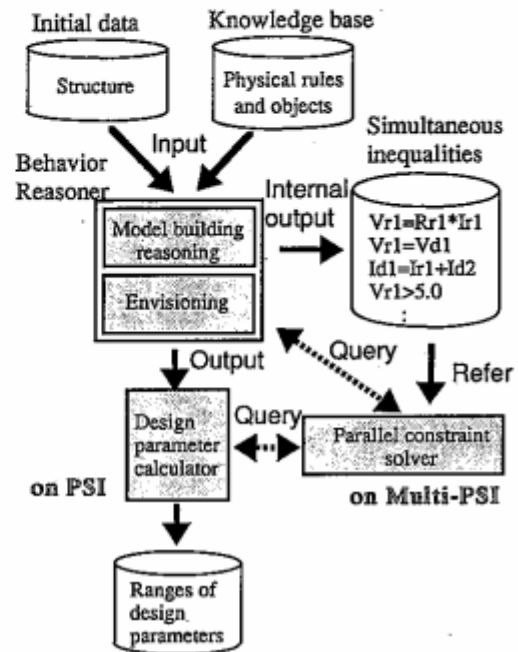 Initial data
Knowledge base
Structure
Physical rules
and objects
Input
Simultaneous
inequalities
Behavior
Reasoner
Internal
output
Model building
reasoning
Envisioning
Vr1=Rr1*Ir1
Vr1=Vd1
Id1=Ir1+Id2
Vr1>5.0
:
Output
Query
Refer
Design
parameter
calculator
Query
Parallel constraint
solver
on PSI
on Multi-PSI
Ranges of
design
parameters